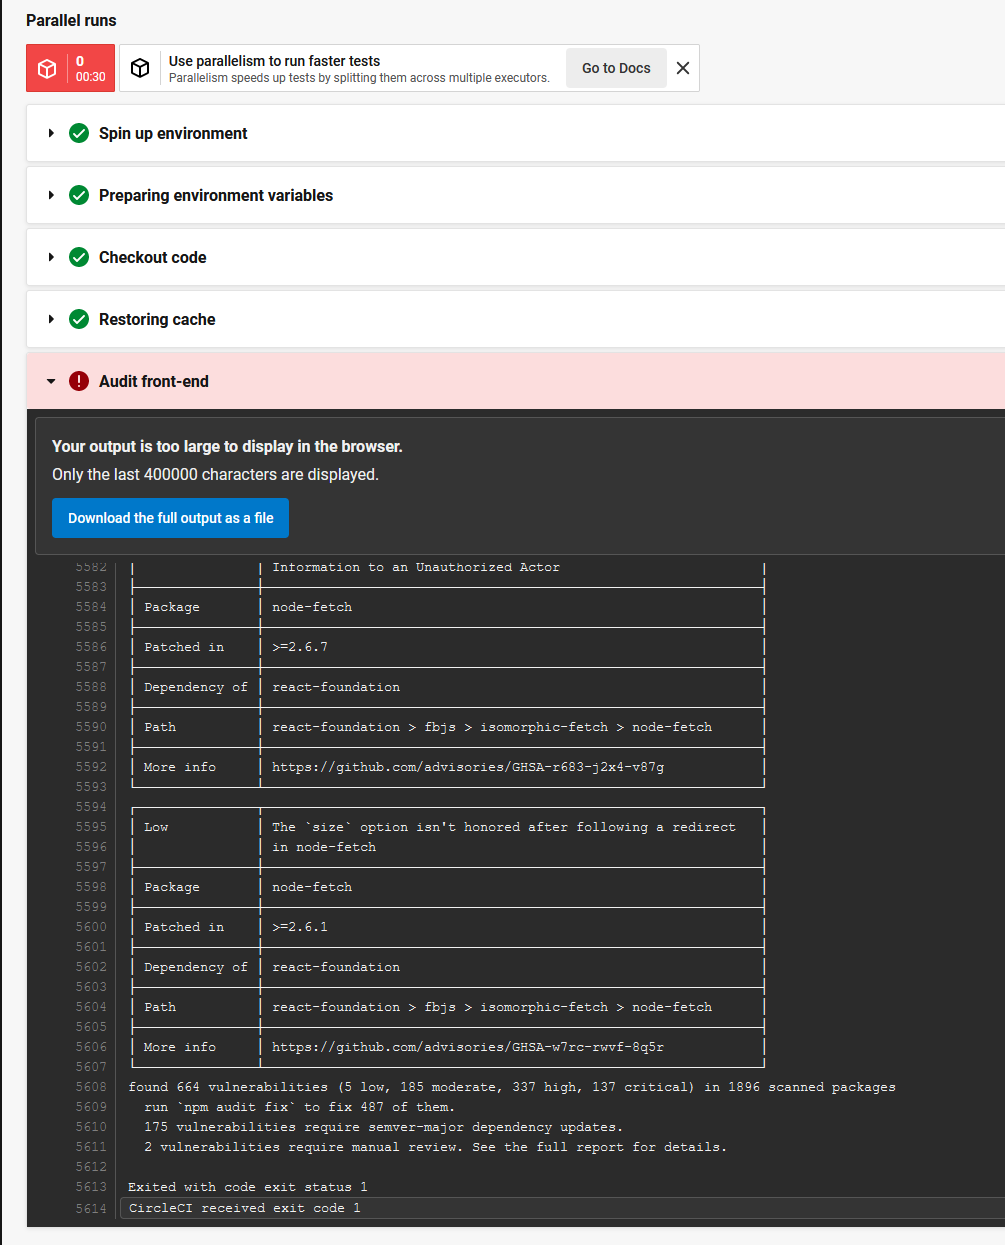 Parallel runs
0
00:30
Use parallelism to run faster tests
Parallelism speeds up tests by splitting them across multiple executors.
Go to Docs
Spin up environment
Preparing environment variables
Checkout code
Restoring cache
Audit front-end
Your output is too large to display in the browser.
Only the last 400000 characters are displayed.
Download the full output as a file
5582 Information to an Unauthorized Actor
5583
5584 Package node-fetch
5585
5586 Patched in >=2.6.7
5587
5588 Dependency of react-foundation
5589
5590 Path react-foundation > fbjs > isomorphic-fetch > node-fetch
5591
5592 More info https://github.com/advisories/GHSA-r683-j2x4-v87g
5593
5594
5595 Low The `size` option isn't honored after following a redirect
5596 in node-fetch
5597
5598 Package node-fetch
5599
5600 Patched in >=2.6.1
5601
5602 Dependency of react-foundation
5603
5604 Path react-foundation > fbjs > isomorphic-fetch > node-fetch
5605
5606 More info https://github.com/advisories/GHSA-w7rc-rwvf-8q5r
5607
5608 found 664 vulnerabilities (5 low, 185 moderate, 337 high, 137 critical) in 1896 scanned packages
5609 run `npm audit fix` to fix 487 of them.
5610 175 vulnerabilities require semver-major dependency updates.
5611 2 vulnerabilities require manual review. See the full report for details.
5612
5613 Exited with code exit status 1
5614 CircleCI received exit code 1